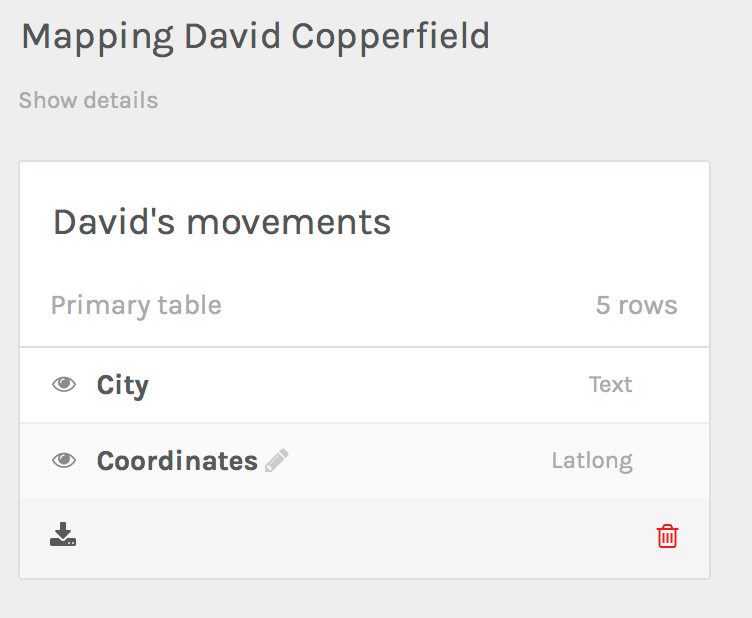 Mapping David Copperfield
Show details
David's movements
Primary table 5 rows
City Text
Coordinates Latlong